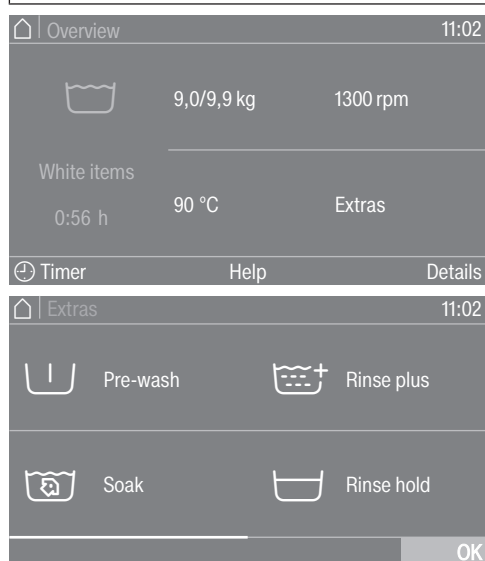 Overview 11:02
9,0/9,9 kg 1300 rpm
White items
0:56 h
90 °C Extras
Timer Help Details
Extras 11:02
Pre-wash Rinse plus
Soak Rinse hold
OK